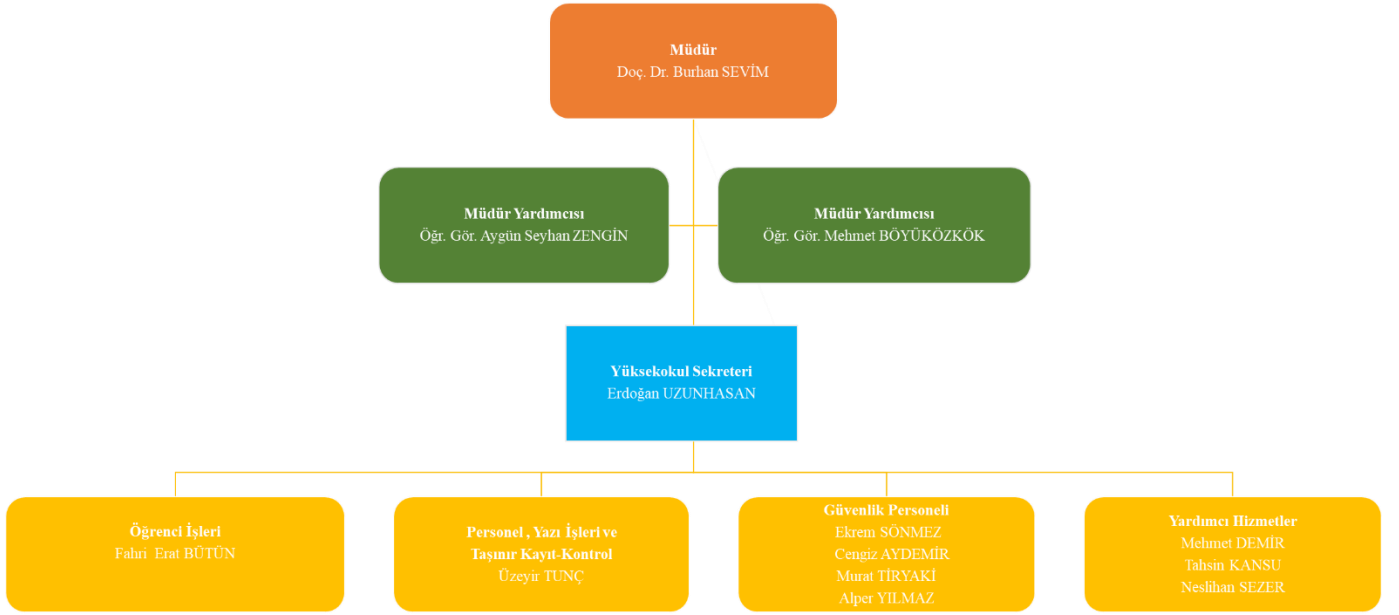 Müdür
Doç. Dr. Burhan SEVİM
Müdür Yardımcısı
Öğr. Gör. Aygün Seyhan ZENGİN
Müdür Yardımcısı
Öğr. Gör. Mehmet BÖYÜKÖZKÖK
Yüksekokul Sekreteri
Erdoğan UZUNHASAN
Öğrenci İşleri
Fahri Erat BÜTÜN
Personel , Yazı İşleri ve
Taşınır Kayıt-Kontrol
Üzeyir TUNÇ
Güvenlik Personeli
Ekrem SÖNMEZ
Cengiz AYDEMİR
Murat TİRYAKİ
Alper YILMAZ
Yardımcı Hizmetler
Mehmet DEMİR
Tahsin KANSU
Neslihan SEZER